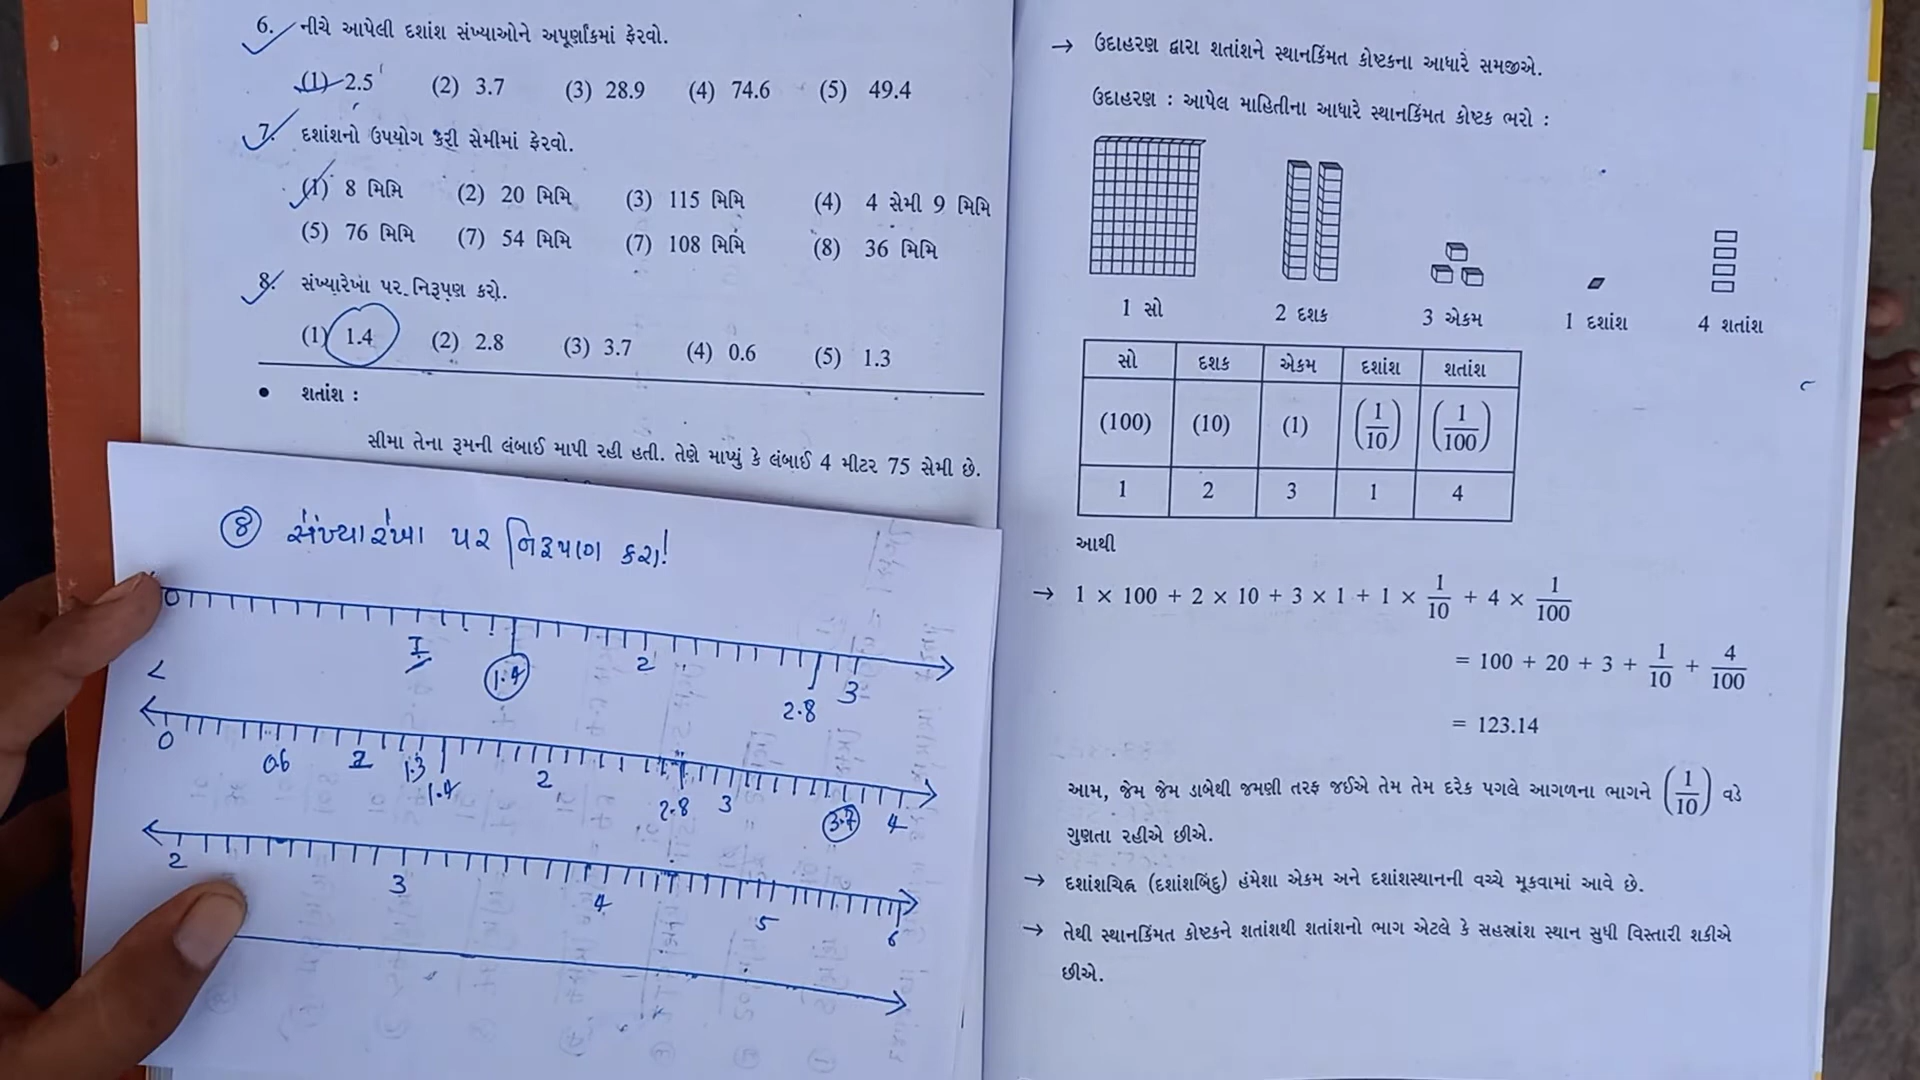 6. નીચે આપેલી દશાંશ સંખ્યાઓને અપૂર્ણાંકમાં ફેરવો.
(1) 2.5 (2) 3.7 (3) 28.9 (4) 74.6 (5) 49.4
7. દશાંશનો ઉપયોગ કરી સેમીમાં ફેરવો.
(1) 8 મિમિ (2) 20 મિમિ (3) 115 મિમિ (4) 4 સેમી 9 મિમિ
(5) 76 મિમિ (7) 54 મિમિ (7) 108 મિમિ (8) 36 મિમિ
8. સંખ્યારેખા પર નિરૂપણ કરો.
(1) 1.4 (2) 2.8 (3) 3.7 (4) 0.6 (5) 1.3
• શતાંશ :
સીમા તેના રૂમની લંબાઈ માપી રહી હતી. તેણે માપ્યું કે લંબાઈ 4 મીટર 75 સેમી છે.
8 સંખ્યારેખા પર નિરૂપાણ કરો!
0 1 1.4 2 2.8 3
0 0.6 1 1.3 1.4 2 2.8 3 3.7 4
2 3 4 5 6
→ ઉદાહરણ દ્વારા શતાંશને સ્થાનકિંમત કોષ્ટકના આધારે સમજીએ.
ઉદાહરણ : આપેલ માહિતીના આધારે સ્થાનકિંમત કોષ્ટક ભરો :
1 સો 2 દશક 3 એકમ 1 દશાંશ 4 શતાંશ
સો દશક એકમ દશાંશ શતાંશ
(100) (10) (1) (1/10) (1/100)
1 2 3 1 4
આથી
→ 1 × 100 + 2 × 10 + 3 × 1 + 1 × 1/10 + 4 × 1/100
= 100 + 20 + 3 + 1/10 + 4/100
= 123.14
આમ, જેમ જેમ ડાબેથી જમણી તરફ જઈએ તેમ તેમ દરેક પગલે આગળના ભાગને (1/10) વડે
ગુણતા રહીએ છીએ.
→ દશાંશચિહ્ન (દશાંશબિંદુ) હંમેશા એકમ અને દશાંશસ્થાનની વચ્ચે મૂકવામાં આવે છે.
→ તેથી સ્થાનકિંમત કોષ્ટકને શતાંશથી શતાંશનો ભાગ એટલે કે સહસ્રાંશ સ્થાન સુધી વિસ્તારી શકીએ
છીએ.